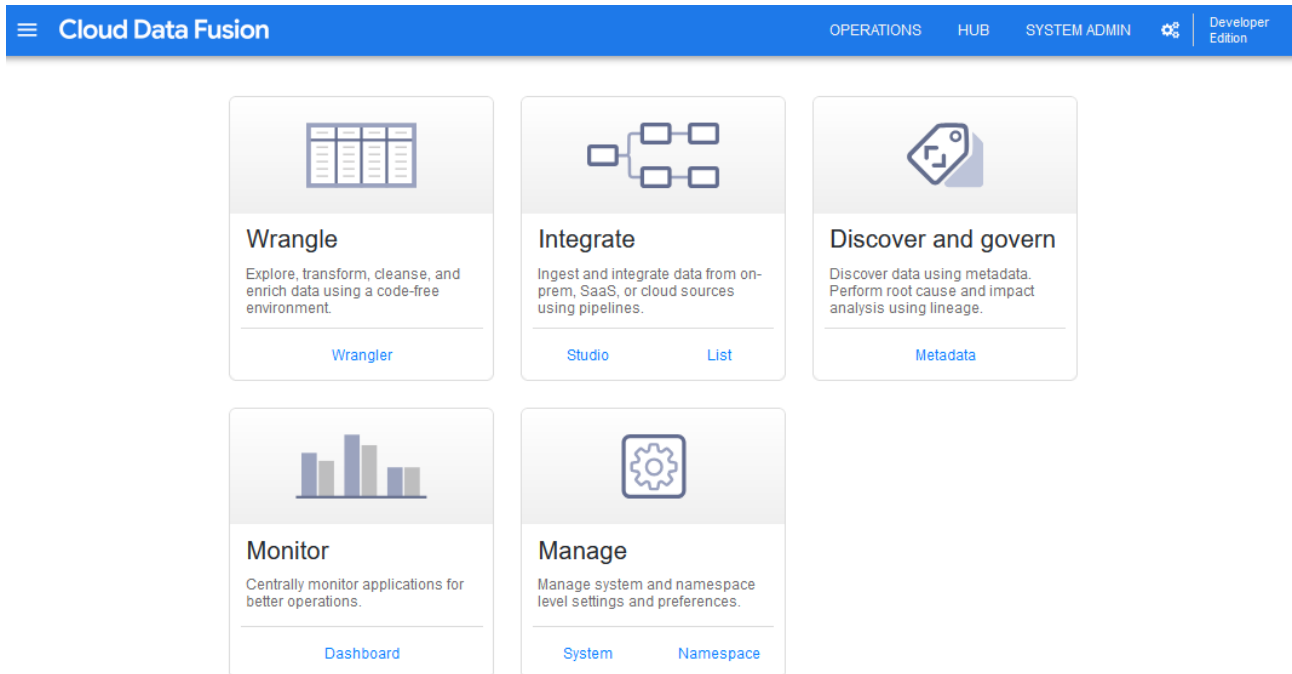 Cloud Data Fusion
OPERATIONS
HUB
SYSTEM ADMIN
Developer
Edition
Wrangle
Explore, transform, cleanse, and
enrich data using a code-free
environment.
Wrangler
Integrate
Ingest and integrate data from on-
prem, SaaS, or cloud sources
using pipelines.
Studio
List
Discover and govern
Discover data using metadata.
Perform root cause and impact
analysis using lineage.
Metadata
Monitor
Centrally monitor applications for
better operations.
Dashboard
Manage
Manage system and namespace
level settings and preferences.
System
Namespace